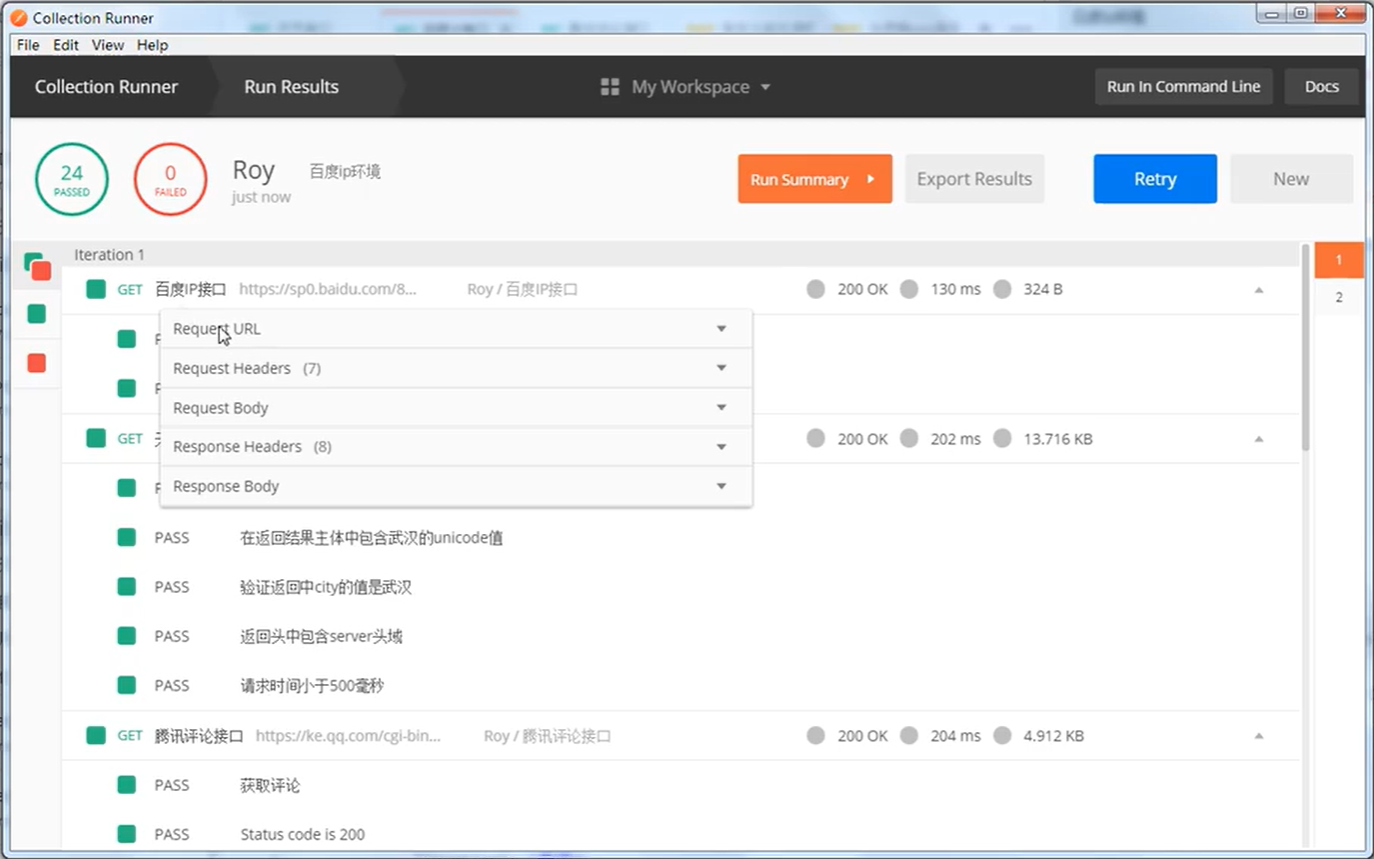 Collection Runner
File Edit View Help
Collection Runner Run Results My Workspace Run In Command Line Docs
24 PASSED 0 FAILED Roy 百度ip环境 just now Run Summary Export Results Retry New
Iteration 1 1
GET 百度IP接口 https://sp0.baidu.com/8... Roy / 百度IP接口 200 OK 130 ms 324 B
2
Request URL
Request Headers (7)
Request Body
GET 200 OK 202 ms 13.716 KB
Response Headers (8)
Response Body
PASS 在返回结果主体中包含武汉的unicode值
PASS 验证返回中city的值是武汉
PASS 返回头中包含server头域
PASS 请求时间小于500毫秒
GET 腾讯评论接口 https://ke.qq.com/cgi-bin... Roy / 腾讯评论接口 200 OK 204 ms 4.912 KB
PASS 获取评论
PASS Status code is 200